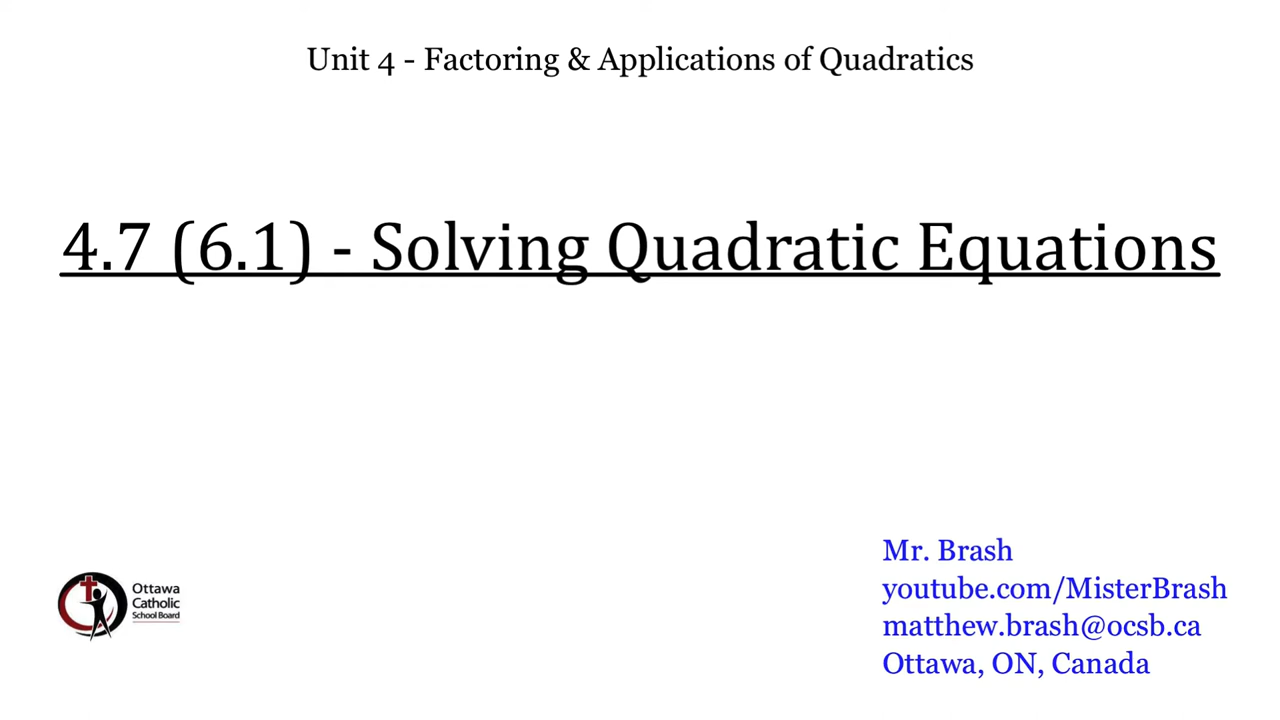 Unit 4 - Factoring & Applications of Quadratics
4.7 (6.1) - Solving Quadratic Equations
Mr. Brash
youtube.com/MisterBrash
matthew.brash@ocsb.ca
Ottawa, ON, Canada
Ottawa
Catholic
School Board